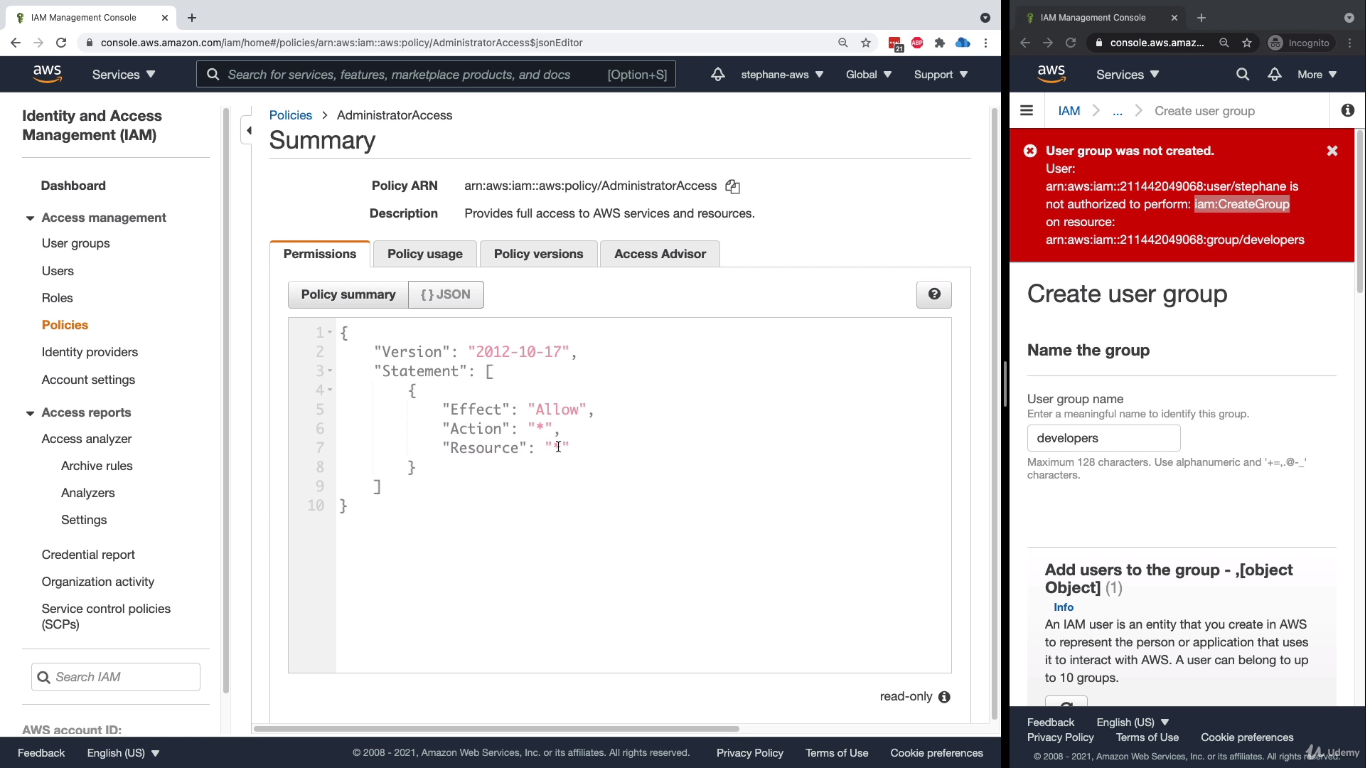 IAM Management Console
console.aws.amazon.com/iam/home#/policies/arn:aws:iam::aws:policy/AdministratorAccess$jsonEditor
21
ABP
aws
Services
Search for services, features, marketplace products, and docs [Option+S]
stephane-aws
Global
Support
Identity and Access
Management (IAM)
Dashboard
Access management
User groups
Users
Roles
Policies
Identity providers
Account settings
Access reports
Access analyzer
Archive rules
Analyzers
Settings
Credential report
Organization activity
Service control policies
(SCPs)
Search IAM
AWS account ID:
Policies > AdministratorAccess
Summary
Policy ARN arn:aws:iam::aws:policy/AdministratorAccess
Description Provides full access to AWS services and resources.
Permissions
Policy usage
Policy versions
Access Advisor
Policy summary
{ } JSON
1 {
2 "Version": "2012-10-17",
3 "Statement": [
4 {
5 "Effect": "Allow",
6 "Action": "*",
7 "Resource": "*"
8 }
9 ]
10 }
read-only
Feedback
English (US)
© 2008 - 2021, Amazon Web Services, Inc. or its affiliates. All rights reserved.
Privacy Policy
Terms of Use
Cookie preferences
IAM Management Console
console.aws.amaz...
Incognito
aws
Services
More
IAM > ... > Create user group
User group was not created.
User:
arn:aws:iam::211442049068:user/stephane is
not authorized to perform: iam:CreateGroup
on resource:
arn:aws:iam::211442049068:group/developers
Create user group
Name the group
User group name
Enter a meaningful name to identify this group.
developers
Maximum 128 characters. Use alphanumeric and '+=,.@-_'
characters.
Add users to the group - ,[object
Object] (1)
Info
An IAM user is an entity that you create in AWS
to represent the person or application that uses
it to interact with AWS. A user can belong to up
to 10 groups.
Feedback
English (US)
Privacy Policy
Terms of Use
Cookie preferences
© 2008 - 2021, Amazon Web Services, Inc. or its affiliates. All rights reserved.
Udemy